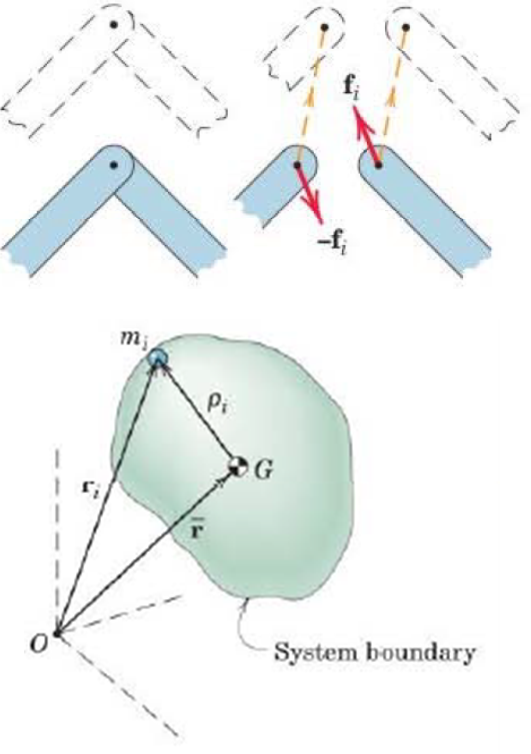 fᵢ
–fᵢ
mᵢ
ρᵢ
G
rᵢ
r̄
O
System boundary